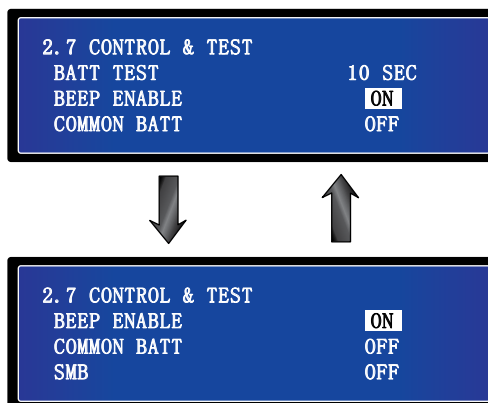 2.7 CONTROL & TEST
BATT TEST 10 SEC
BEEP ENABLE ON
COMMON BATT OFF
2.7 CONTROL & TEST
BEEP ENABLE ON
COMMON BATT OFF
SMB OFF